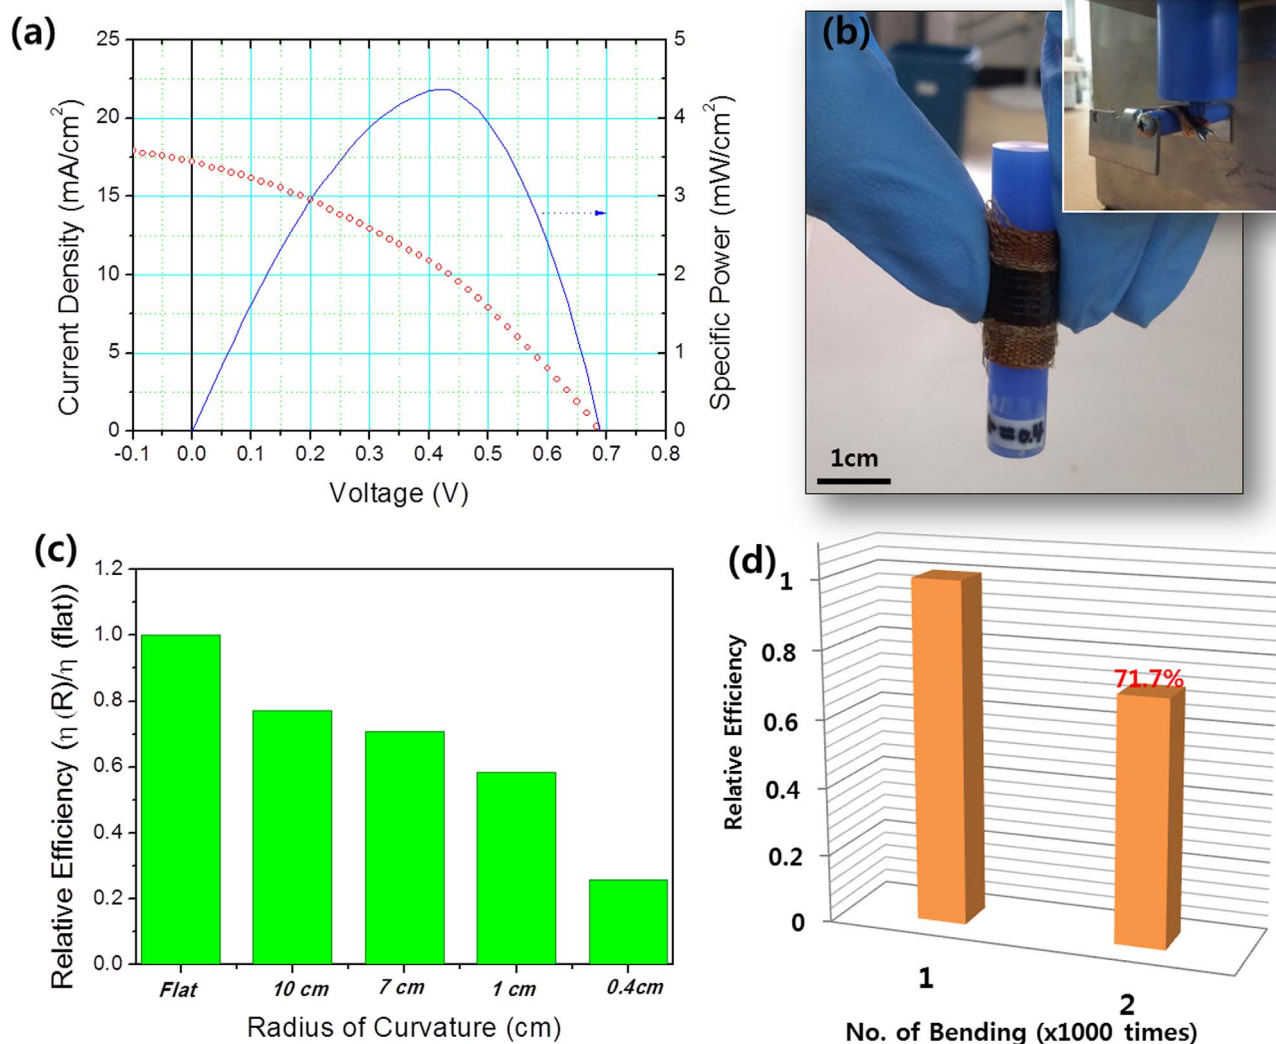 (a)
25
20
15
10
5
0
Current Density (mA/cm²)
5
4
3
2
1
0
Specific Power (mW/cm²)
-0.1 0.0 0.1 0.2 0.3 0.4 0.5 0.6 0.7 0.8
Voltage (V)
(b)
r=0.4
1cm
(c)
1.2
1.0
0.8
0.6
0.4
0.2
0.0
Relative Efficiency (η (R)/η (flat))
Flat 10 cm 7 cm 1 cm 0.4cm
Radius of Curvature (cm)
(d)
1
0.8
0.6
0.4
0.2
0
Relative Efficiency
71.7%
1
2
No. of Bending (x1000 times)